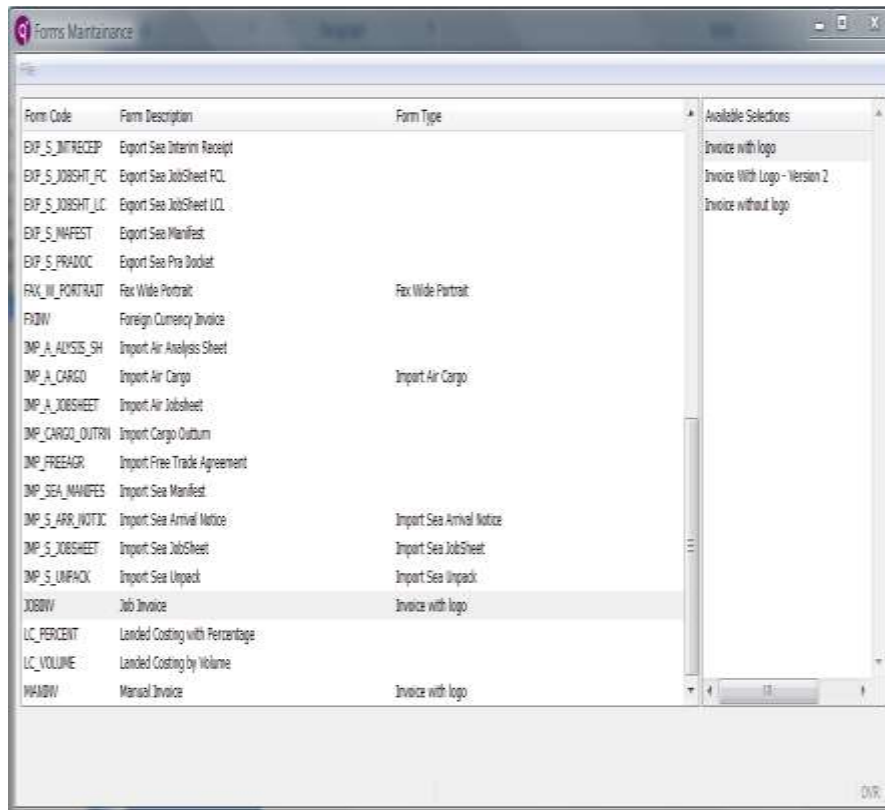 Forms Maintainance
File
Form Code Form Description Form Type Available Selections
EXP_S_INTRECEIP Export Sea Interim Receipt Invoice with logo
EXP_S_JOBSHT_FC Export Sea JobSheet FCL Invoice With Logo - Version 2
EXP_S_JOBSHT_LC Export Sea JobSheet LCL Invoice without logo
EXP_S_MAFEST Export Sea Manifest
EXP_S_PRADOC Export Sea Pra Docket
FAX_W_PORTRAIT Fax Wide Portrait Fax Wide Portrait
FXINV Foreign Currency Invoice
IMP_A_ALYSIS_SH Import Air Analysis Sheet
IMP_A_CARGO Import Air Cargo Import Air Cargo
IMP_A_JOBSHEET Import Air Jobsheet
IMP_CARGO_OUTRN Import Cargo Outturn
IMP_FREEAGR Import Free Trade Agreement
IMP_SEA_MANIFES Import Sea Manifest
IMP_S_ARR_NOTIC Import Sea Arrival Notice Import Sea Arrival Notice
IMP_S_JOBSHEET Import Sea JobSheet Import Sea JobSheet
IMP_S_UNPACK Import Sea Unpack Import Sea Unpack
JOBINV Job Invoice Invoice with logo
LC_PERCENT Landed Costing with Percentage
LC_VOLUME Landed Costing by Volume
MANINV Manual Invoice Invoice with logo
OVR